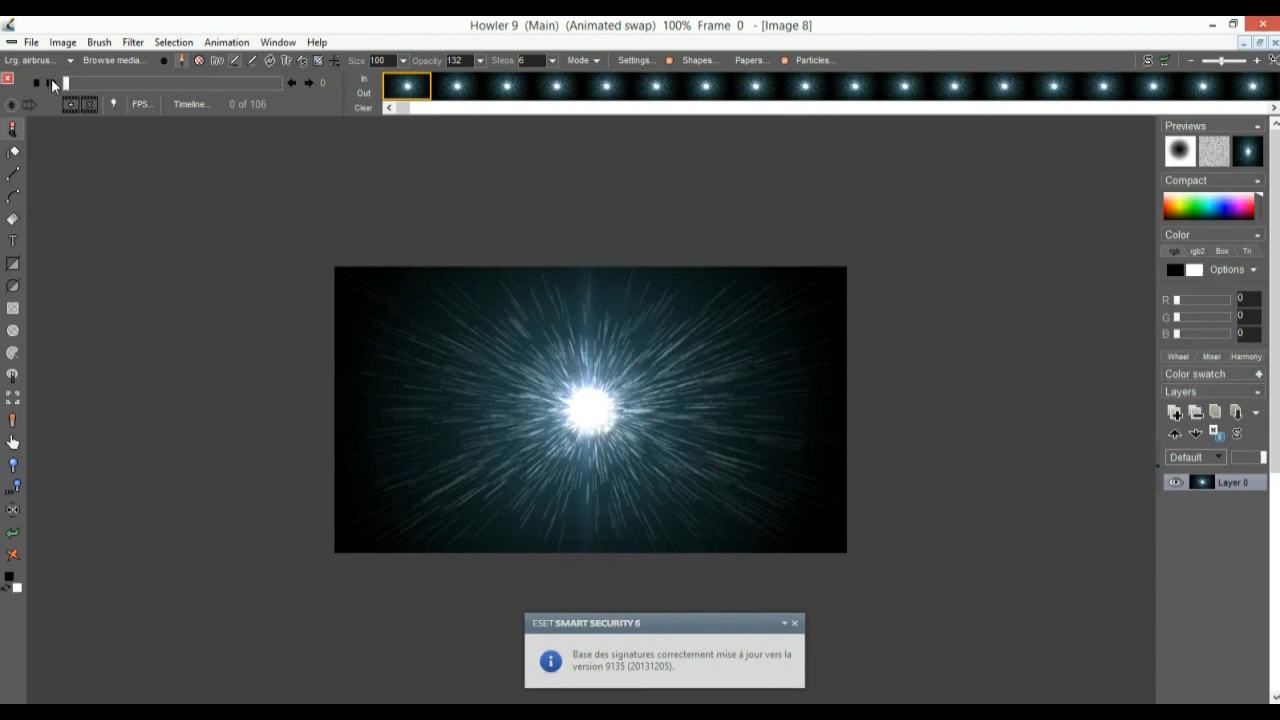 Howler 9 (Main) (Animated swap) 100% Frame 0 - [Image 8]
File Image Brush Filter Selection Animation Window Help
Lrg. airbrus... Browse media... Size 100 Opacity 132 Steps 6 Mode Settings... Shapes... Papers... Particles...
0 In
Out
FPS... Timeline... 0 of 106 Clear
Previews
Compact
Color
rgb rgb2 Box Tri
Options
R 0
G 0
B 0
Wheel Mixer Harmony
Color swatch
Layers
Default
Layer 0
T
100
ESET SMART SECURITY 6
Base des signatures correctement mise à jour vers la
version 9135 (20131205).